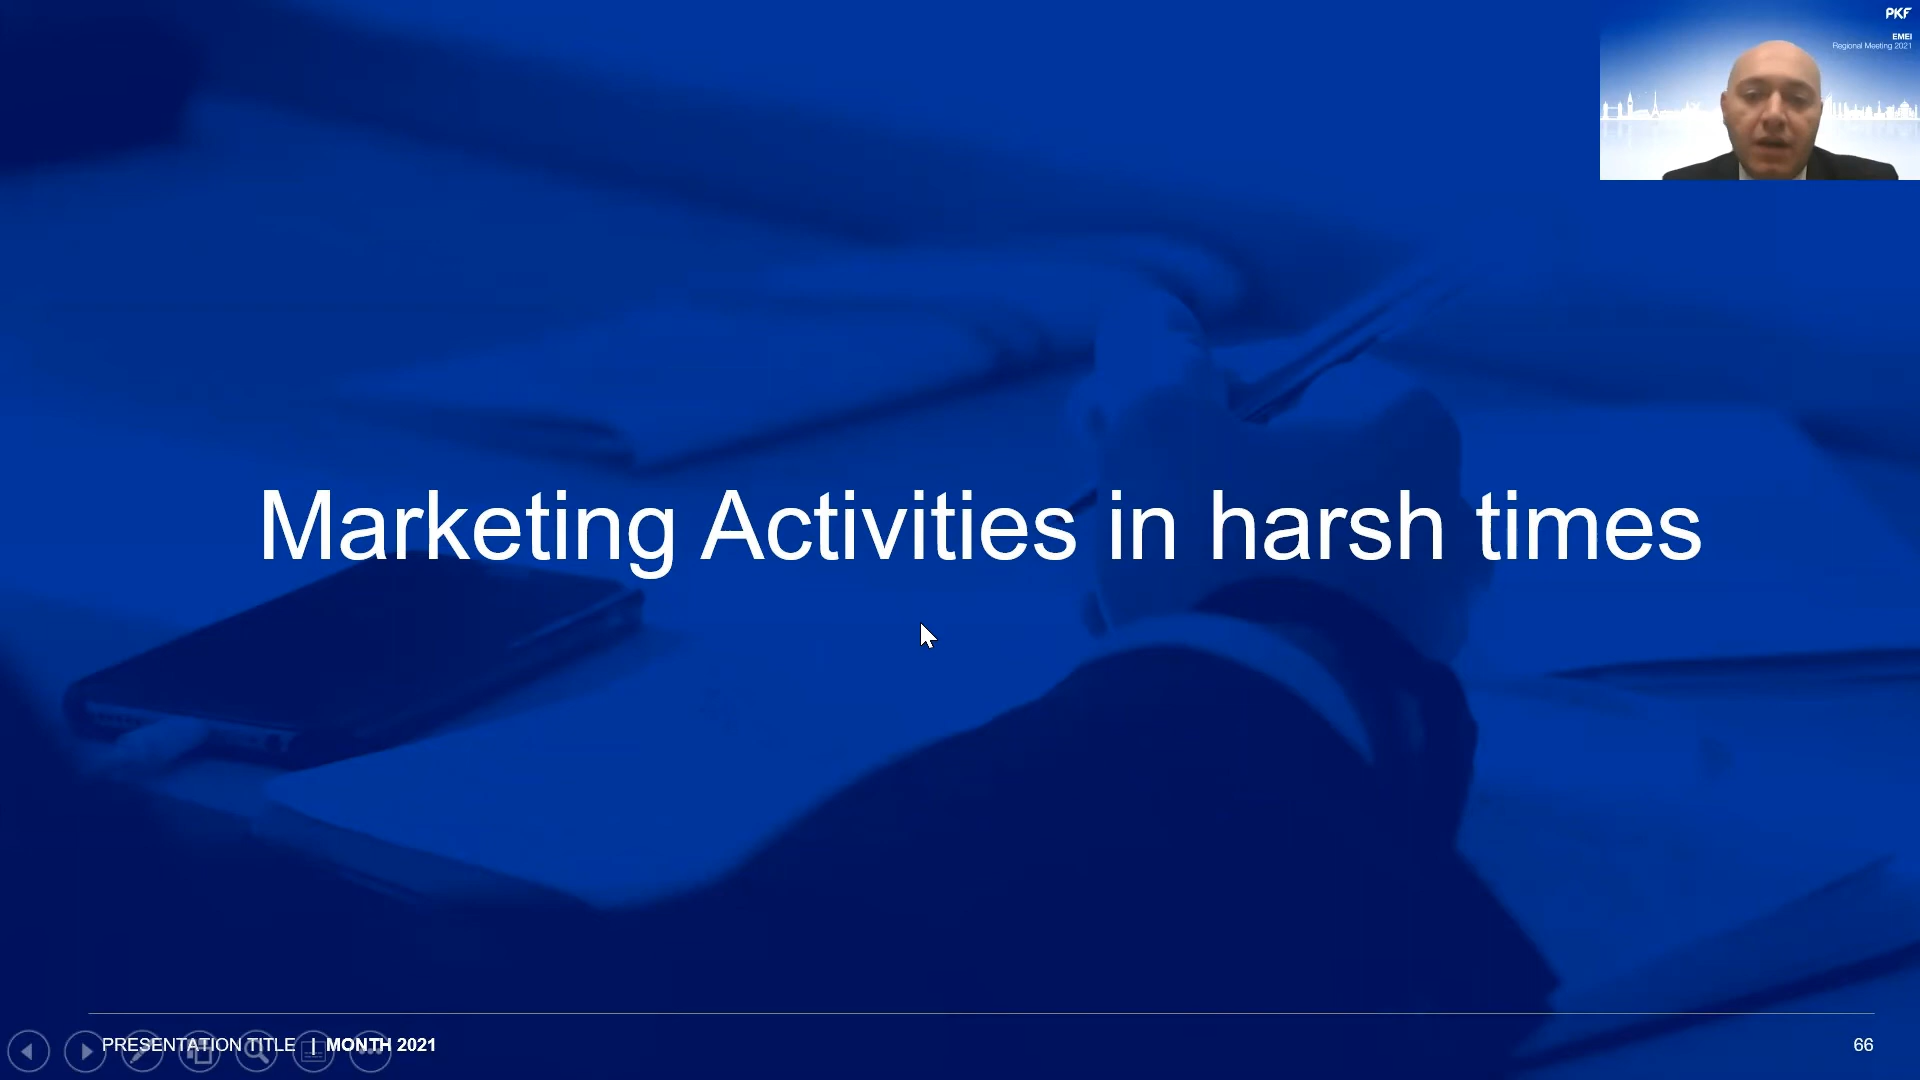 PKF
EMEI
Regional Meeting 2021
Marketing Activities in harsh times
PRESENTATION TITLE | MONTH 2021
66